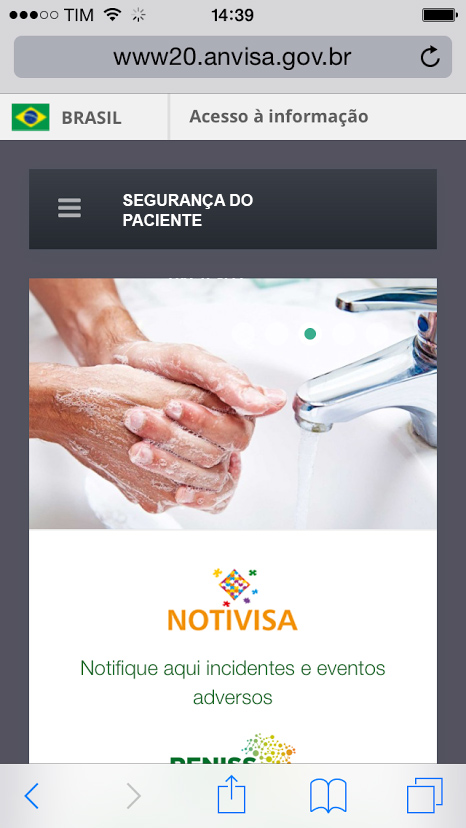 TIM 14:39
www20.anvisa.gov.br
BRASIL Acesso à informação
SEGURANÇA DO
PACIENTE
NOTIVISA
Notifique aqui incidentes e eventos
adversos